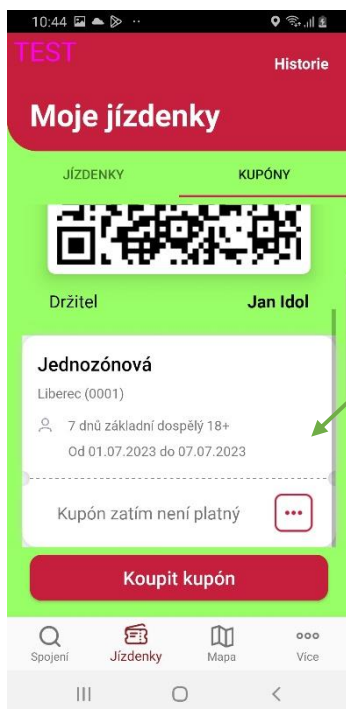 10:44
TEST
Historie
Moje jízdenky
JÍZDENKY KUPÓNY
Držitel Jan Idol
Jednozónová
Liberec (0001)
7 dnů základní dospělý 18+
Od 01.07.2023 do 07.07.2023
Kupón zatím není platný
Koupit kupón
Spojení Jízdenky Mapa Více